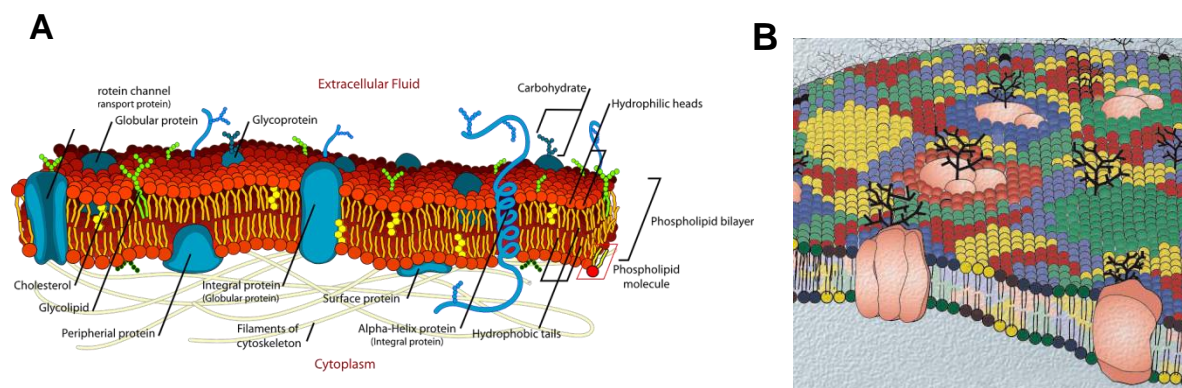 A
B
Extracellular Fluid
Carbohydrate
Hydrophilic heads
rotein channel
ransport protein)
Globular protein
Glycoprotein
Phospholipid bilayer
Phospholipid
molecule
Cholesterol
Glycolipid
Peripherial protein
Integral protein
(Globular protein)
Filaments of
cytoskeleton
Surface protein
Alpha-Helix protein
(Integral protein)
Hydrophobic tails
Cytoplasm